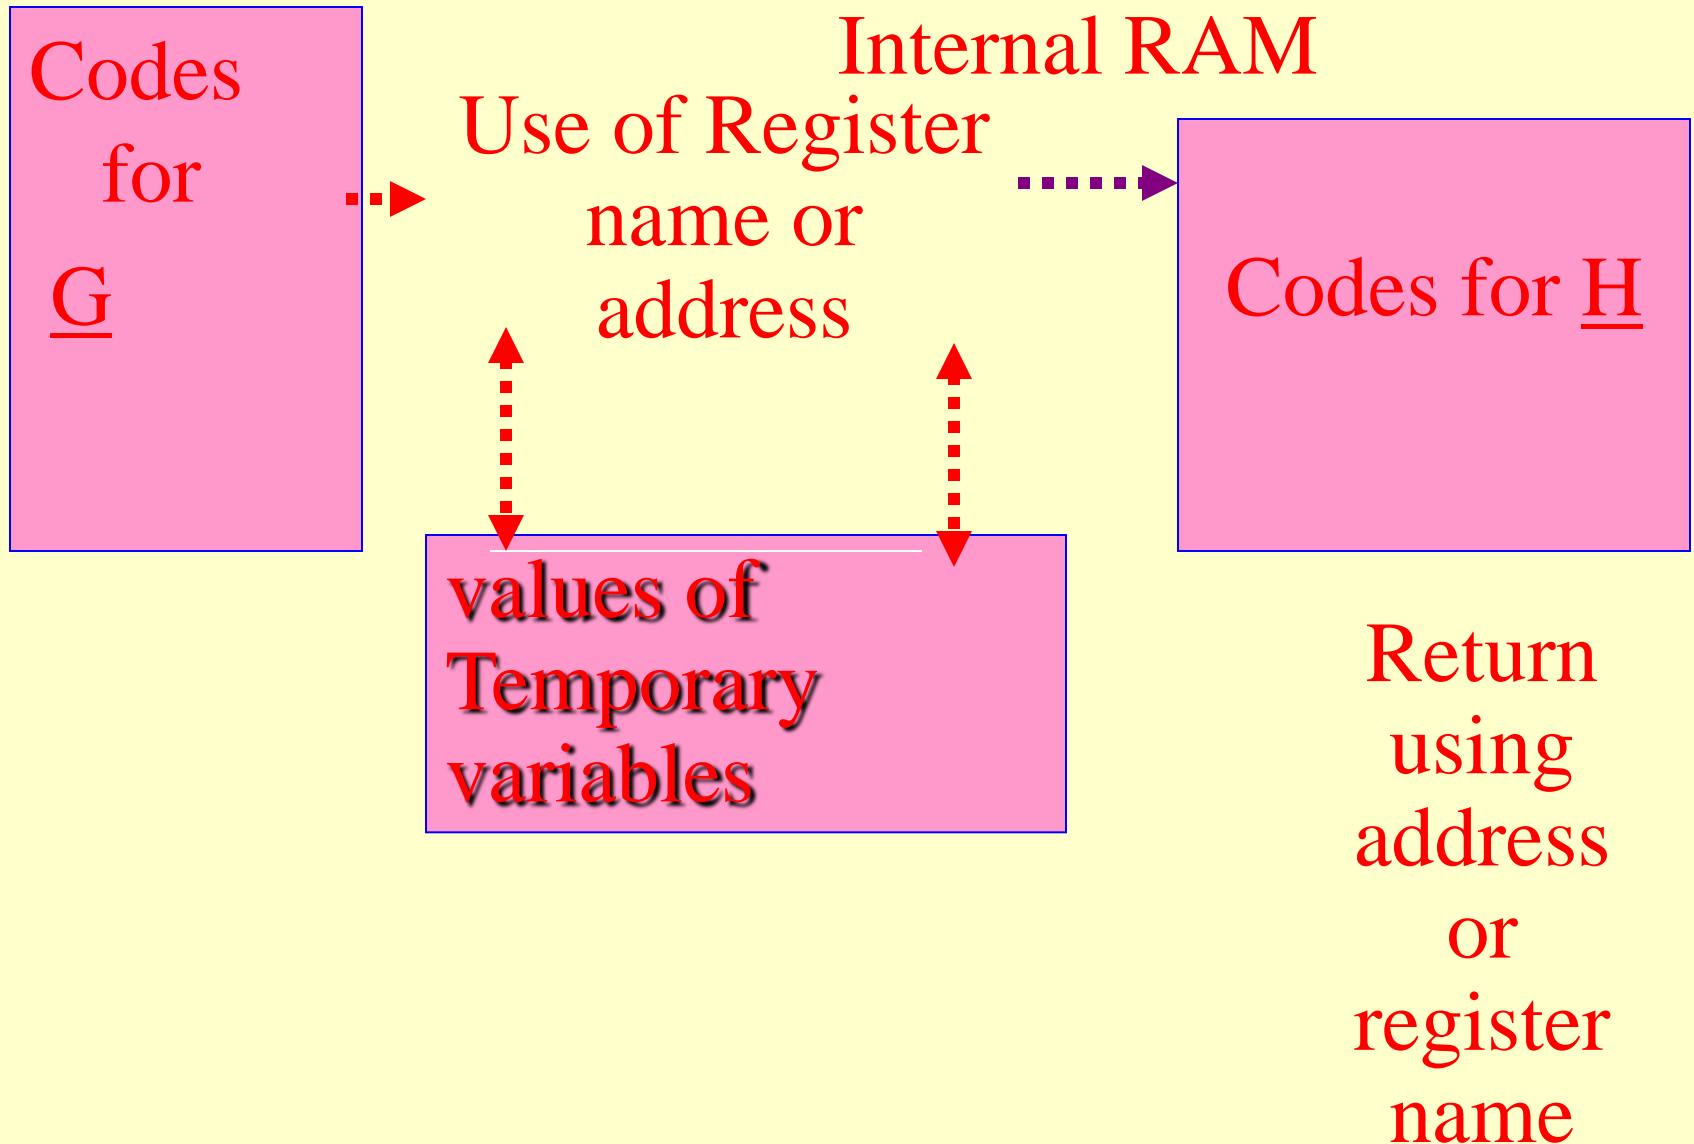 Codes
for
G
Internal RAM
Use of Register
name or
address
Codes for H
values of
Temporary
variables
Return
using
address
or
register
name